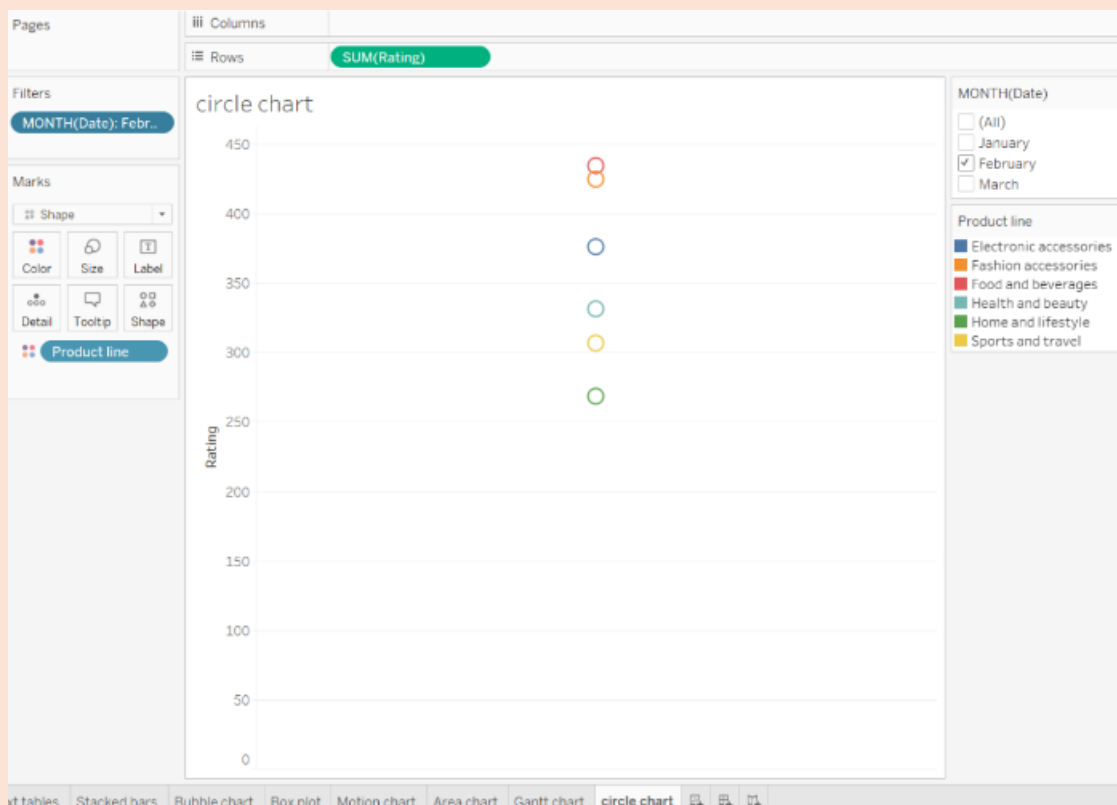 Pages
Columns
Rows
SUM(Rating)
Filters
MONTH(Date): Febr..
Marks
Shape
Color
Size
Label
Detail
Tooltip
Shape
Product line
circle chart
450
400
350
300
250
200
150
100
50
0
Rating
MONTH(Date)
(All)
January
February
March
Product line
Electronic accessories
Fashion accessories
Food and beverages
Health and beauty
Home and lifestyle
Sports and travel
xt tables Stacked bars Bubble chart Box plot Motion chart Area chart Gantt chart circle chart